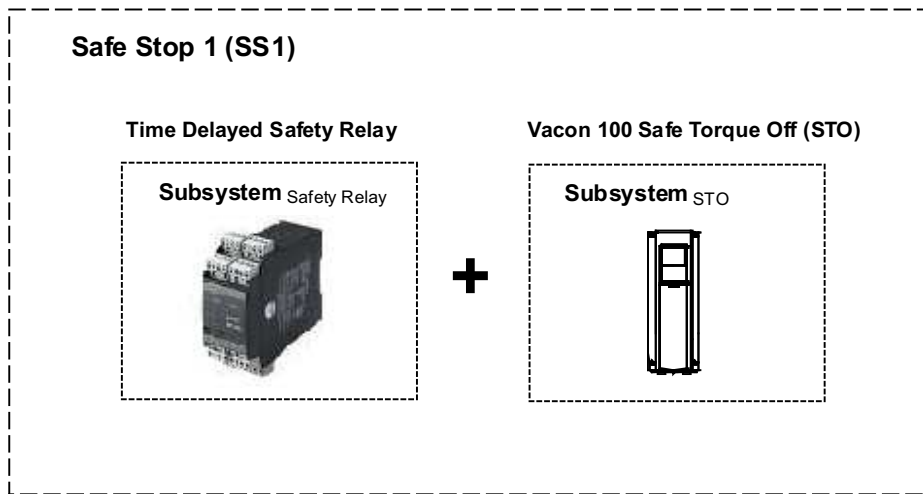 Safe Stop 1 (SS1)
Time Delayed Safety Relay
Vacon 100 Safe Torque Off (STO)
Subsystem Safety Relay
Subsystem STO
+